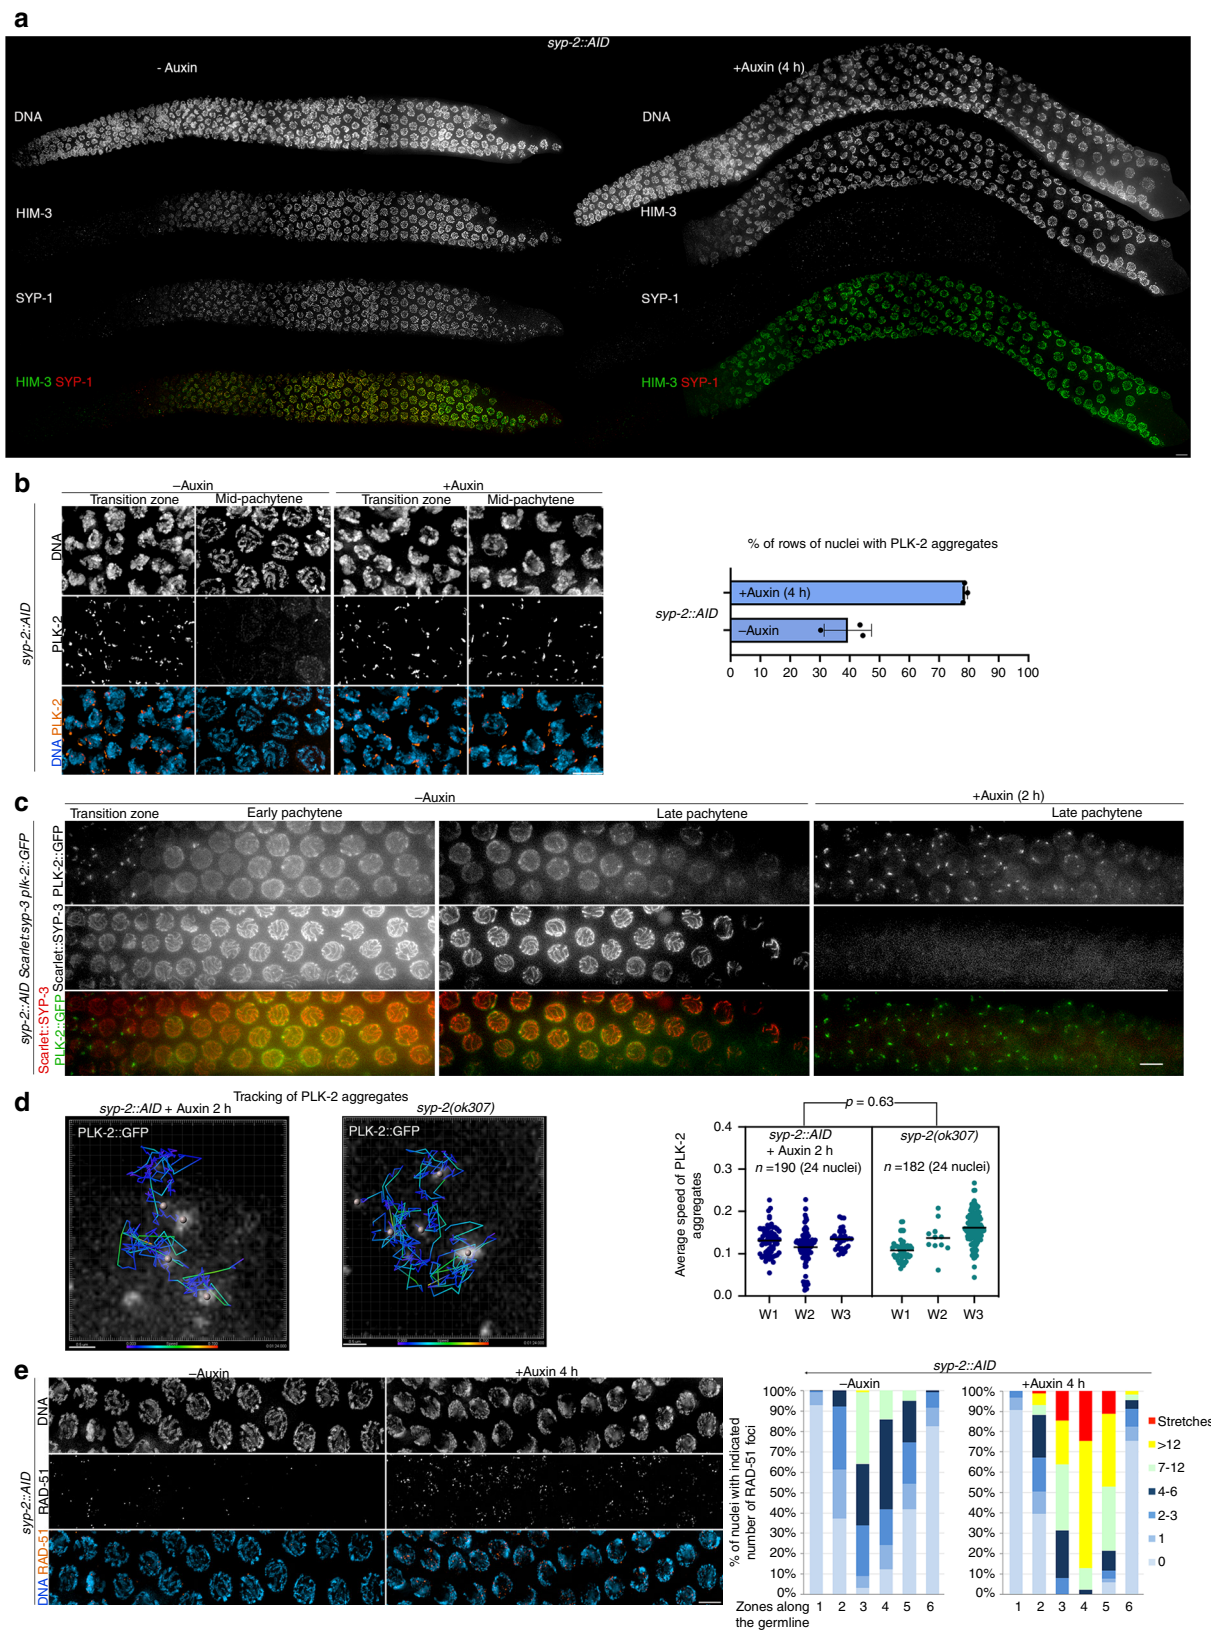 a
syp-2::AID
- Auxin
+Auxin (4 h)
DNA
DNA
HIM-3
HIM-3
SYP-1
SYP-1
HIM-3 SYP-1
HIM-3 SYP-1
b
–Auxin
+Auxin
Transition zone
Mid-pachytene
Transition zone
Mid-pachytene
syp-2::AID
DNA
PLK-2
DNA PLK-2
% of rows of nuclei with PLK-2 aggregates
syp-2::AID
+Auxin (4 h)
–Auxin
0 10 20 30 40 50 60 70 80 90 100
c
–Auxin
+Auxin (2 h)
Transition zone
Early pachytene
Late pachytene
Late pachytene
syp-2::AID Scarlet:syp-3 plk-2::GFP
PLK-2::GFP
Scarlet::SYP-3
Scarlet::SYP-3
PLK-2::GFP
d
Tracking of PLK-2 aggregates
syp-2::AID + Auxin 2 h
syp-2(ok307)
PLK-2::GFP
PLK-2::GFP
p = 0.63
Average speed of PLK-2
aggregates
0.4
0.3
0.2
0.1
0.0
syp-2::AID
+ Auxin 2 h
n =190 (24 nuclei)
syp-2(ok307)
n =182 (24 nuclei)
W1 W2 W3 W1 W2 W3
e
–Auxin
+Auxin 4 h
syp-2::AID
DNA
RAD-51
DNA RAD-51
syp-2::AID
–Auxin
+Auxin 4 h
% of nuclei with indicated
number of RAD-51 foci
100%
90%
80%
70%
60%
50%
40%
30%
20%
10%
0%
100%
90%
80%
70%
60%
50%
40%
30%
20%
10%
0%
Stretches
>12
7-12
4-6
2-3
1
0
Zones along
the germline
1 2 3 4 5 6
1 2 3 4 5 6